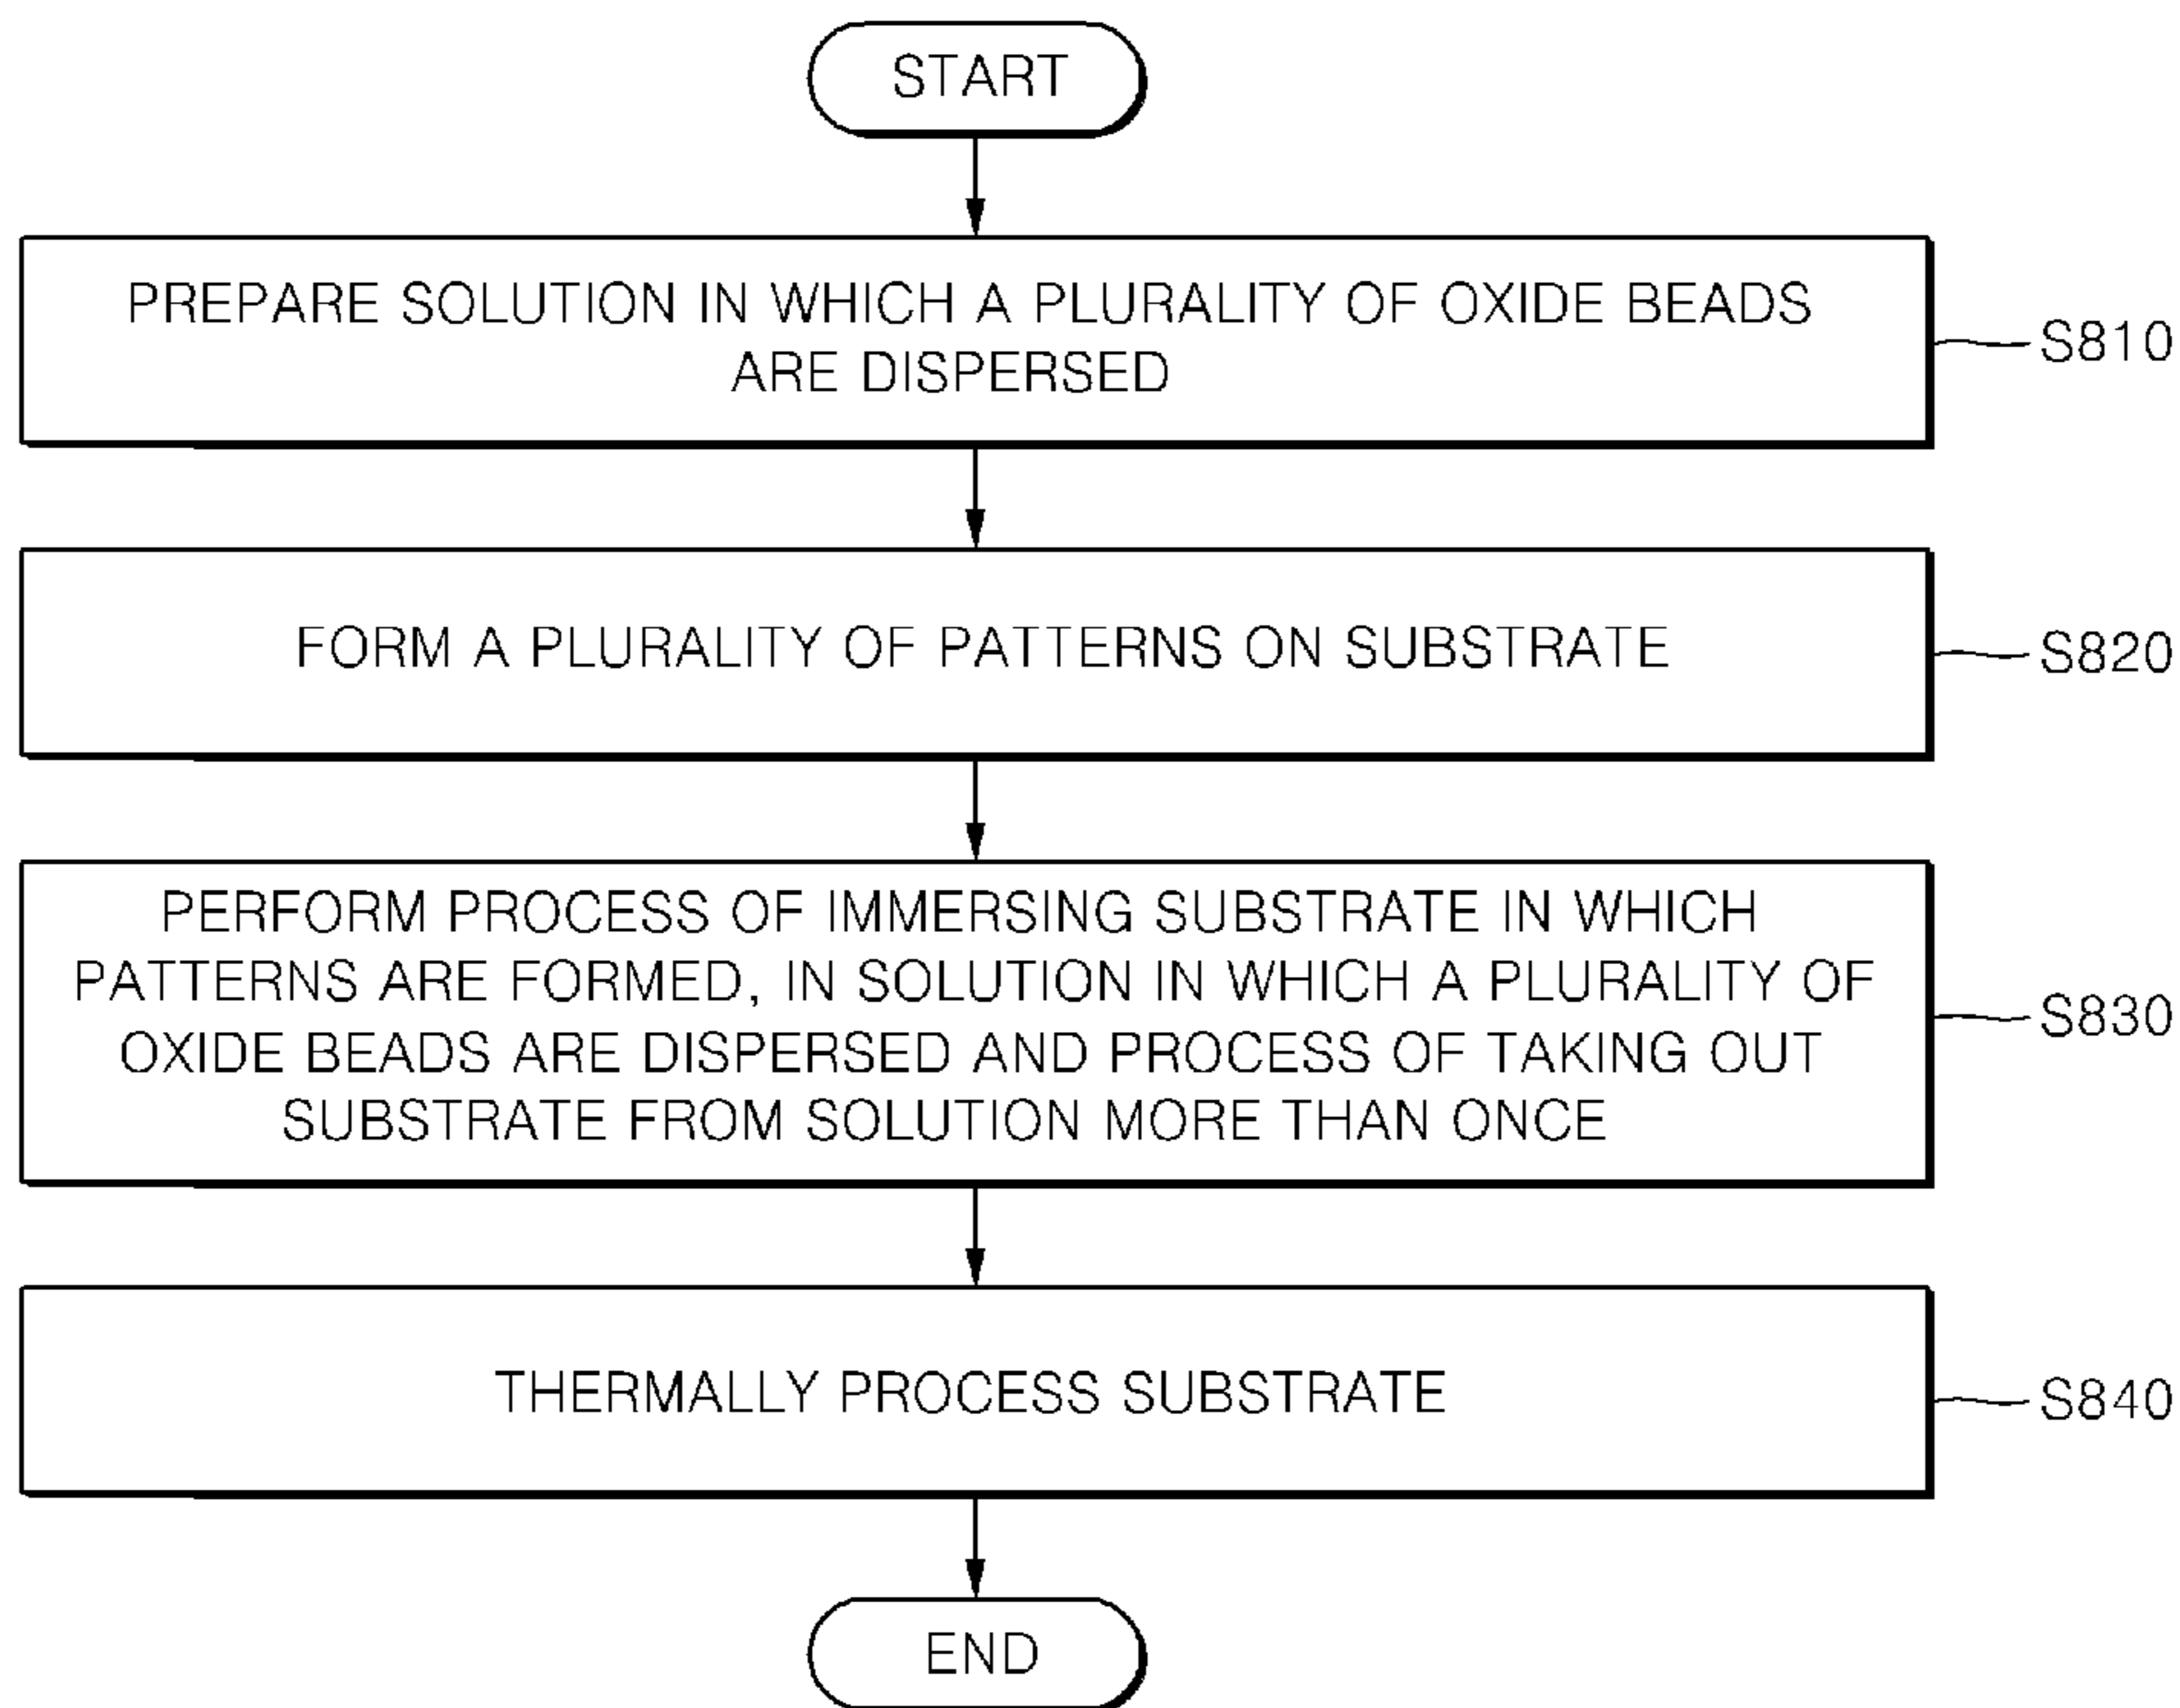 START
PREPARE SOLUTION IN WHICH A PLURALITY OF OXIDE BEADS
ARE DISPERSED
S810
FORM A PLURALITY OF PATTERNS ON SUBSTRATE
S820
PERFORM PROCESS OF IMMERSING SUBSTRATE IN WHICH
PATTERNS ARE FORMED, IN SOLUTION IN WHICH A PLURALITY OF
OXIDE BEADS ARE DISPERSED AND PROCESS OF TAKING OUT
SUBSTRATE FROM SOLUTION MORE THAN ONCE
S830
THERMALLY PROCESS SUBSTRATE
S840
END